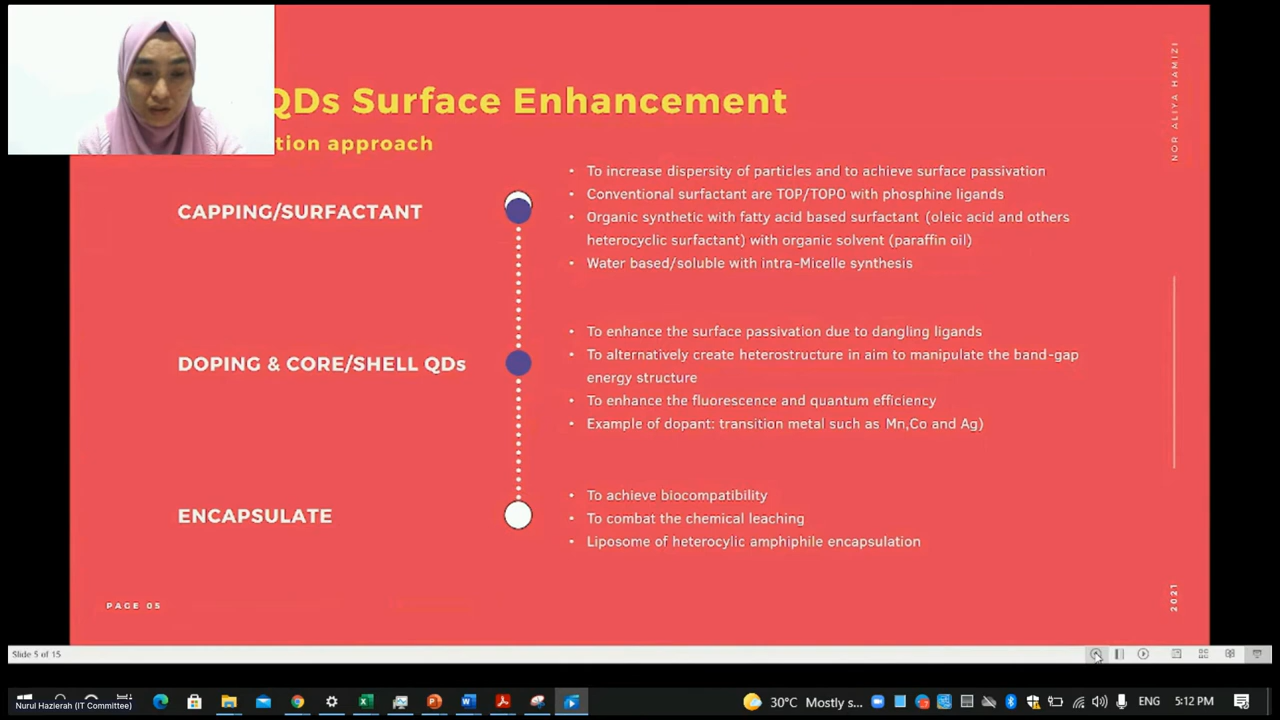 QDs Surface Enhancement
tion approach
NOR ALIYA HAMIZI
CAPPING/SURFACTANT
• To increase dispersity of particles and to achieve surface passivation
• Conventional surfactant are TOP/TOPO with phosphine ligands
• Organic synthetic with fatty acid based surfactant (oleic acid and others
heterocyclic surfactant) with organic solvent (paraffin oil)
• Water based/soluble with intra-Micelle synthesis
DOPING & CORE/SHELL QDs
• To enhance the surface passivation due to dangling ligands
• To alternatively create heterostructure in aim to manipulate the band-gap
energy structure
• To enhance the fluorescence and quantum efficiency
• Example of dopant: transition metal such as Mn,Co and Ag)
ENCAPSULATE
• To achieve biocompatibility
• To combat the chemical leaching
• Liposome of heterocylic amphiphile encapsulation
PAGE 05
2021
Slide 5 of 15
Nurul Hazierah (IT Committee)
30°C Mostly s...
ENG
5:12 PM